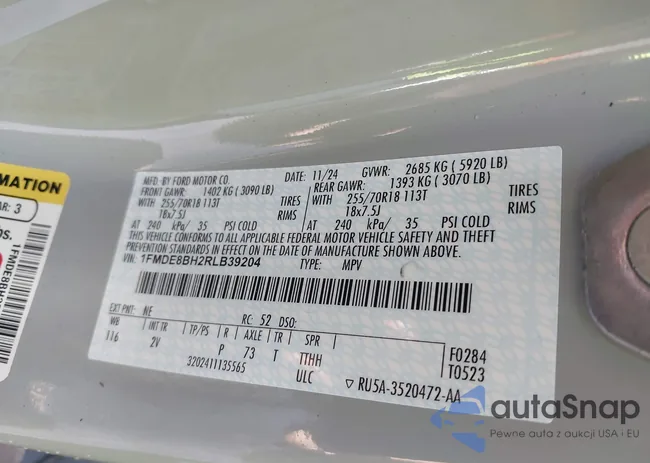 MATION
AR: 3
os.
1FMDE8BH2
MFD. BY FORD MOTOR CO.
DATE: 11/24 GVWR: 2685 KG ( 5920 LB)
FRONT GAWR: 1402 KG ( 3090 LB) REAR GAWR: 1393 KG ( 3070 LB)
WITH 255/70R18 113T TIRES WITH 255/70R18 113T TIRES
18x7.5J RIMS 18x7.5J RIMS
AT 240 kPa/ 35 PSI COLD AT 240 kPa/ 35 PSI COLD
THIS VEHICLE CONFORMS TO ALL APPLICABLE FEDERAL MOTOR VEHICLE SAFETY AND THEFT
PREVENTION STANDARDS IN EFFECT ON THE DATE OF MANUFACTURE SHOWN ABOVE.
VIN: 1FMDE8BH2RLB39204 TYPE: MPV
EXT PNT: NE RC: 52 DSO:
WB INT TR TP/PS R AXLE TR SPR F0284
116 2V P 73 T TTHH T0523
3202411135565 ULC ▽ RU5A-3520472-AA
autaSnap
Pewne auta z aukcji USA i EU